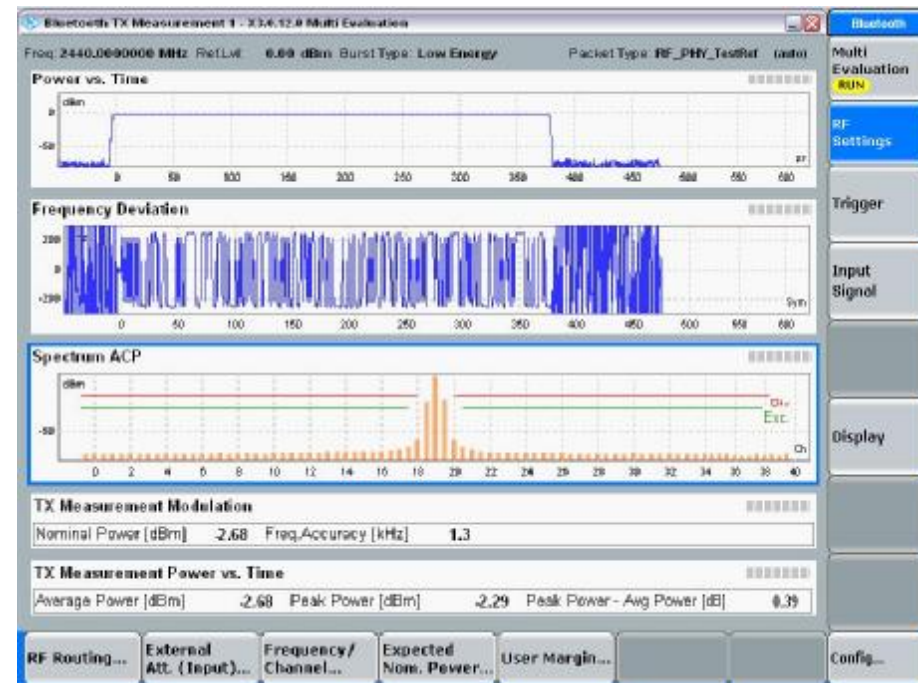 Bluetooth TX Measurement 1 - X3.6.12.0 Multi Evaluation
Bluetooth
Freq: 2440.0000000 MHz Ref.Lvl: 0.00 dBm Burst Type: Low Energy Packet Type: RF_PHY_TestRef (auto)
Multi
Evaluation
RUN
Power vs. Time
dBm
0
-50
0 50 100 150 200 250 300 350 400 450 500 550 600
RF
Settings
Frequency Deviation
200
0
-200
Sym
0 50 100 150 200 250 300 350 400 450 500 550 600
Trigger
Input
Signal
Spectrum ACP
dBm
-50
Exc.
Ch
0 2 4 6 8 10 12 14 16 18 20 22 24 26 28 30 32 34 36 38 40
Display
TX Measurement Modulation
Nominal Power [dBm] -2.68 Freq.Accuracy [kHz] 1.3
TX Measurement Power vs. Time
Average Power [dBm] -2.68 Peak Power [dBm] -2.29 Peak Power - Avg Power [dB] 0.39
RF Routing...
External
Att. (Input)...
Frequency/
Channel...
Expected
Nom. Power...
User Margin...
Config...